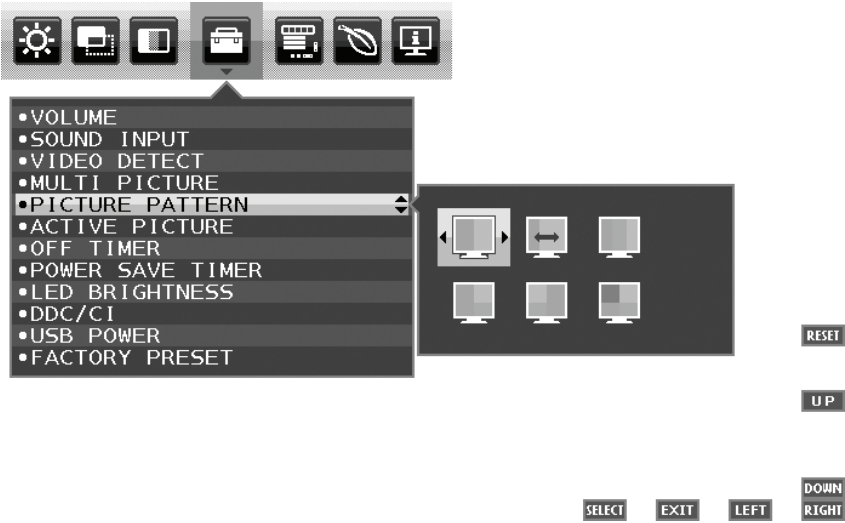 •VOLUME
•SOUND INPUT
•VIDEO DETECT
•MULTI PICTURE
•PICTURE PATTERN
•ACTIVE PICTURE
•OFF TIMER
•POWER SAVE TIMER
•LED BRIGHTNESS
•DDC/CI
•USB POWER
•FACTORY PRESET
RESET
UP
DOWN
SELECT EXIT LEFT RIGHT